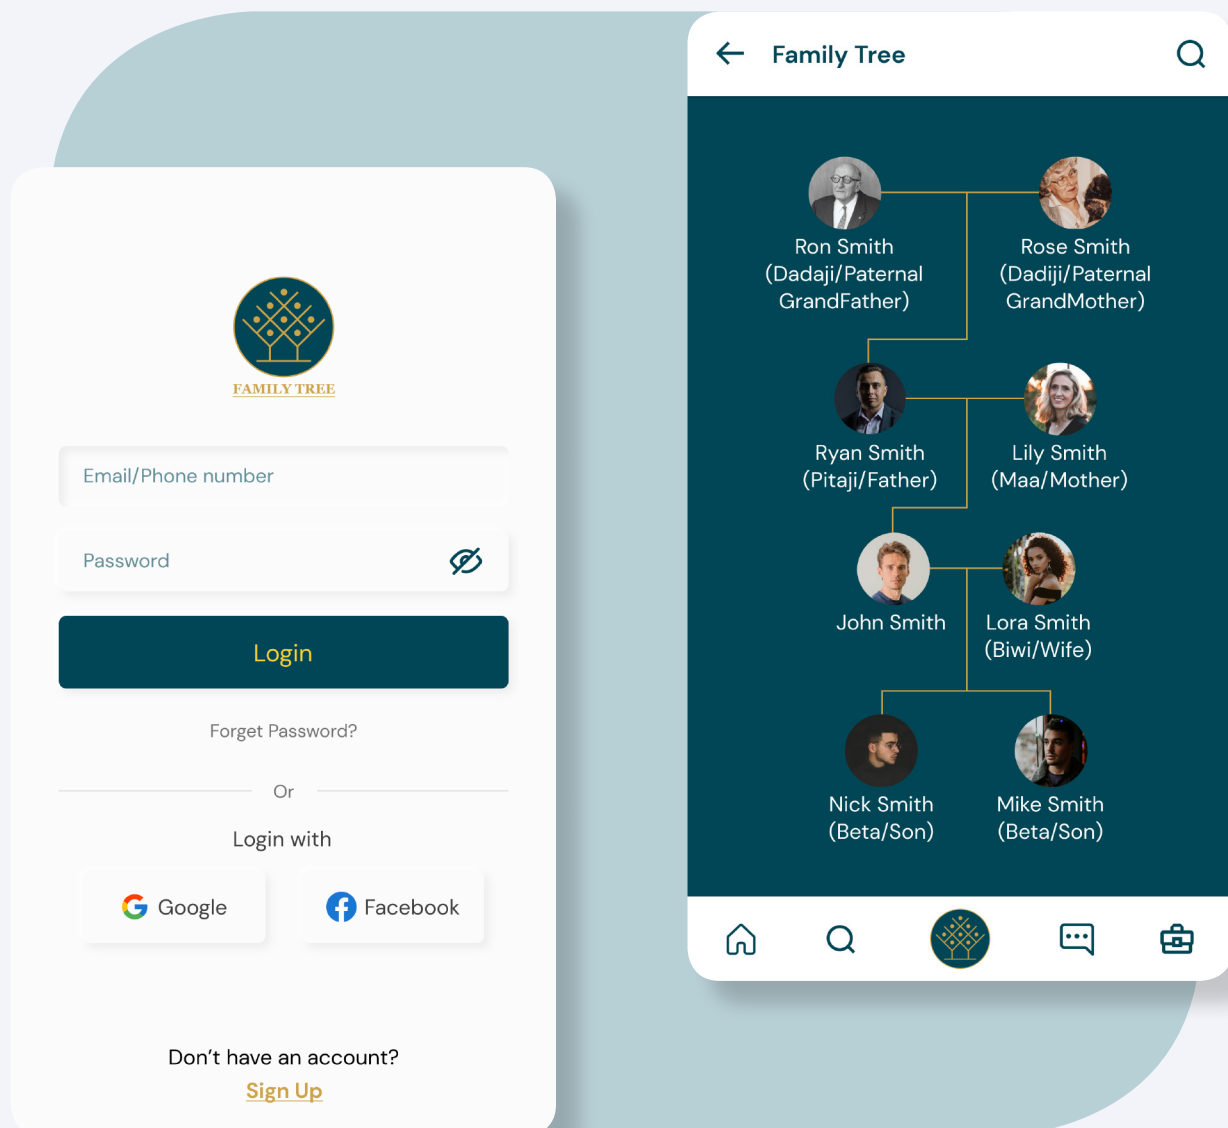 FAMILY TREE
Email/Phone number
Password
Login
Forget Password?
Or
Login with
Google
Facebook
Don’t have an account?
Sign Up
Family Tree
Ron Smith
(Dadaji/Paternal
GrandFather)
Rose Smith
(Dadiji/Paternal
GrandMother)
Ryan Smith
(Pitaji/Father)
Lily Smith
(Maa/Mother)
John Smith
Lora Smith
(Biwi/Wife)
Nick Smith
(Beta/Son)
Mike Smith
(Beta/Son)